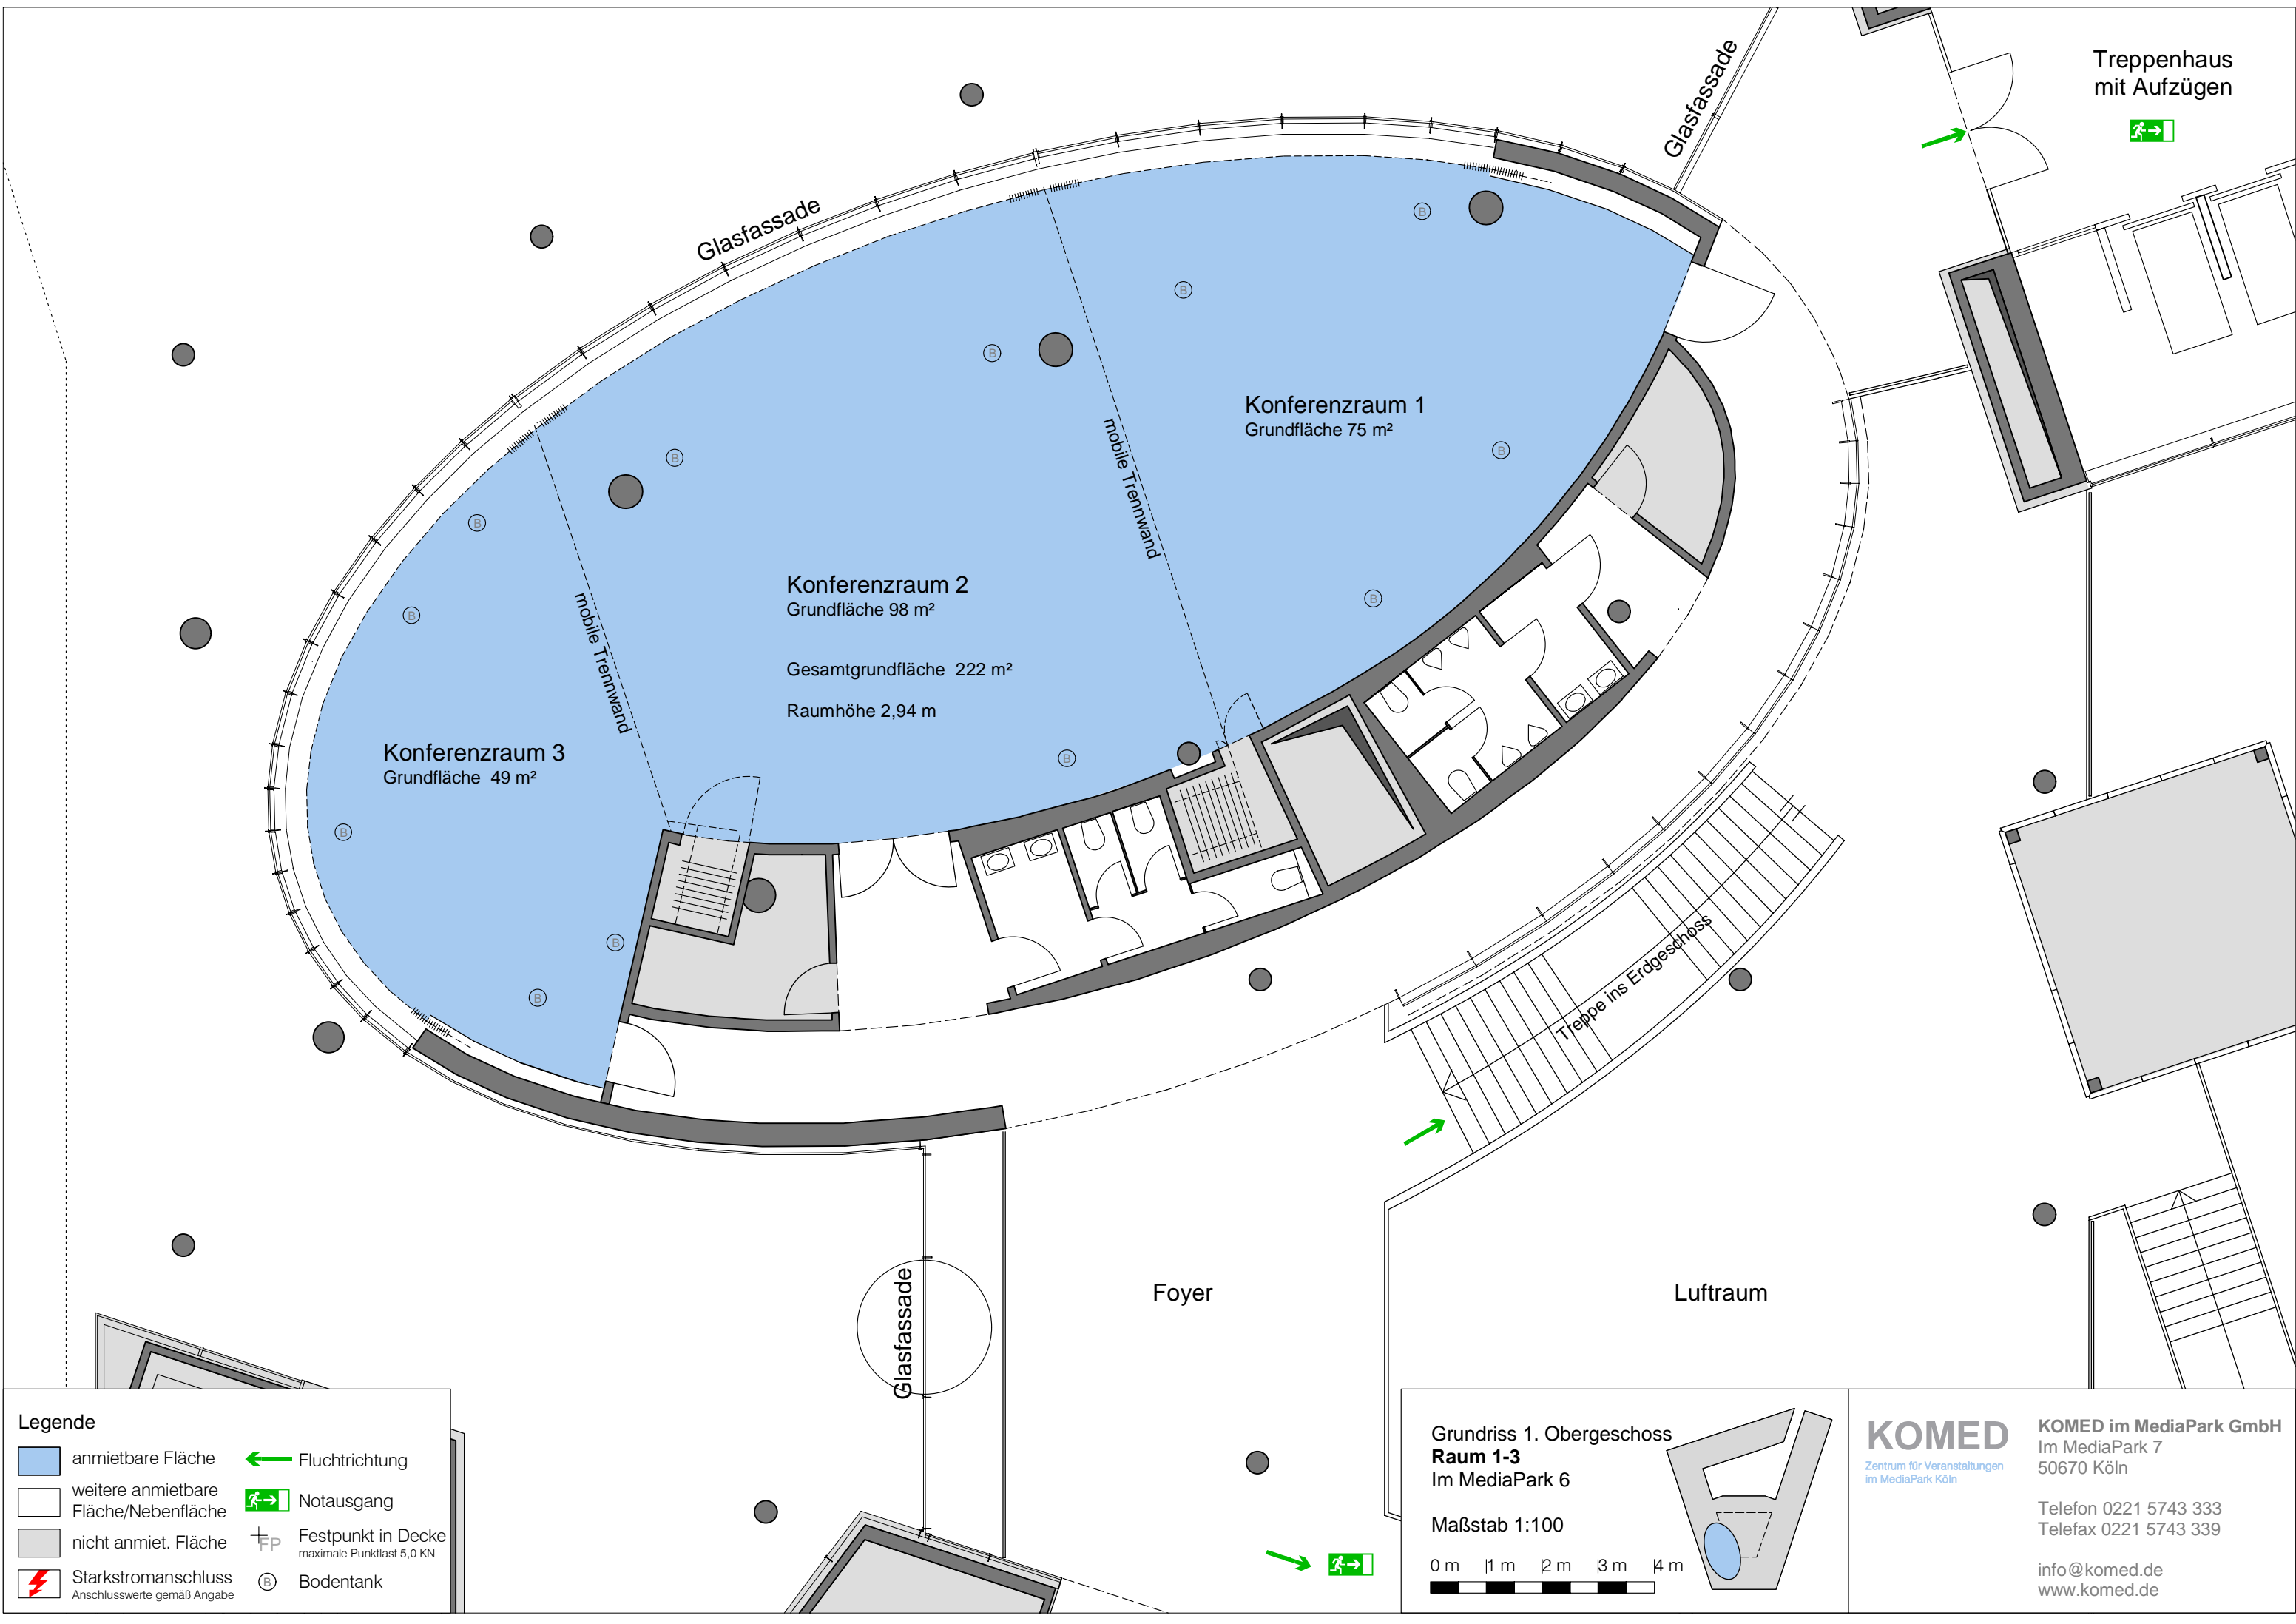 Treppenhaus
mit Aufzügen
Glasfassade
Glasfassade
Konferenzraum 1
Grundfläche 75 m²
mobile Trennwand
Konferenzraum 2
Grundfläche 98 m²
Gesamtgrundfläche 222 m²
Raumhöhe 2,94 m
mobile Trennwand
Konferenzraum 3
Grundfläche 49 m²
B
B
B
B
B
B
B
B
B
B
B
B
Treppe ins Erdgeschoss
Glasfassade
Foyer
Luftraum
Legende
anmietbare Fläche
weitere anmietbare
Fläche/Nebenfläche
nicht anmiet. Fläche
Starkstromanschluss
Anschlusswerte gemäß Angabe
Fluchtrichtung
Notausgang
FP
Festpunkt in Decke
maximale Punktlast 5,0 KN
B
Bodentank
Grundriss 1. Obergeschoss
Raum 1-3
Im MediaPark 6
Maßstab 1:100
0 m 1 m 2 m 3 m 4 m
KOMED
Zentrum für Veranstaltungen
im MediaPark Köln
KOMED im MediaPark GmbH
Im MediaPark 7
50670 Köln
Telefon 0221 5743 333
Telefax 0221 5743 339
info@komed.de
www.komed.de